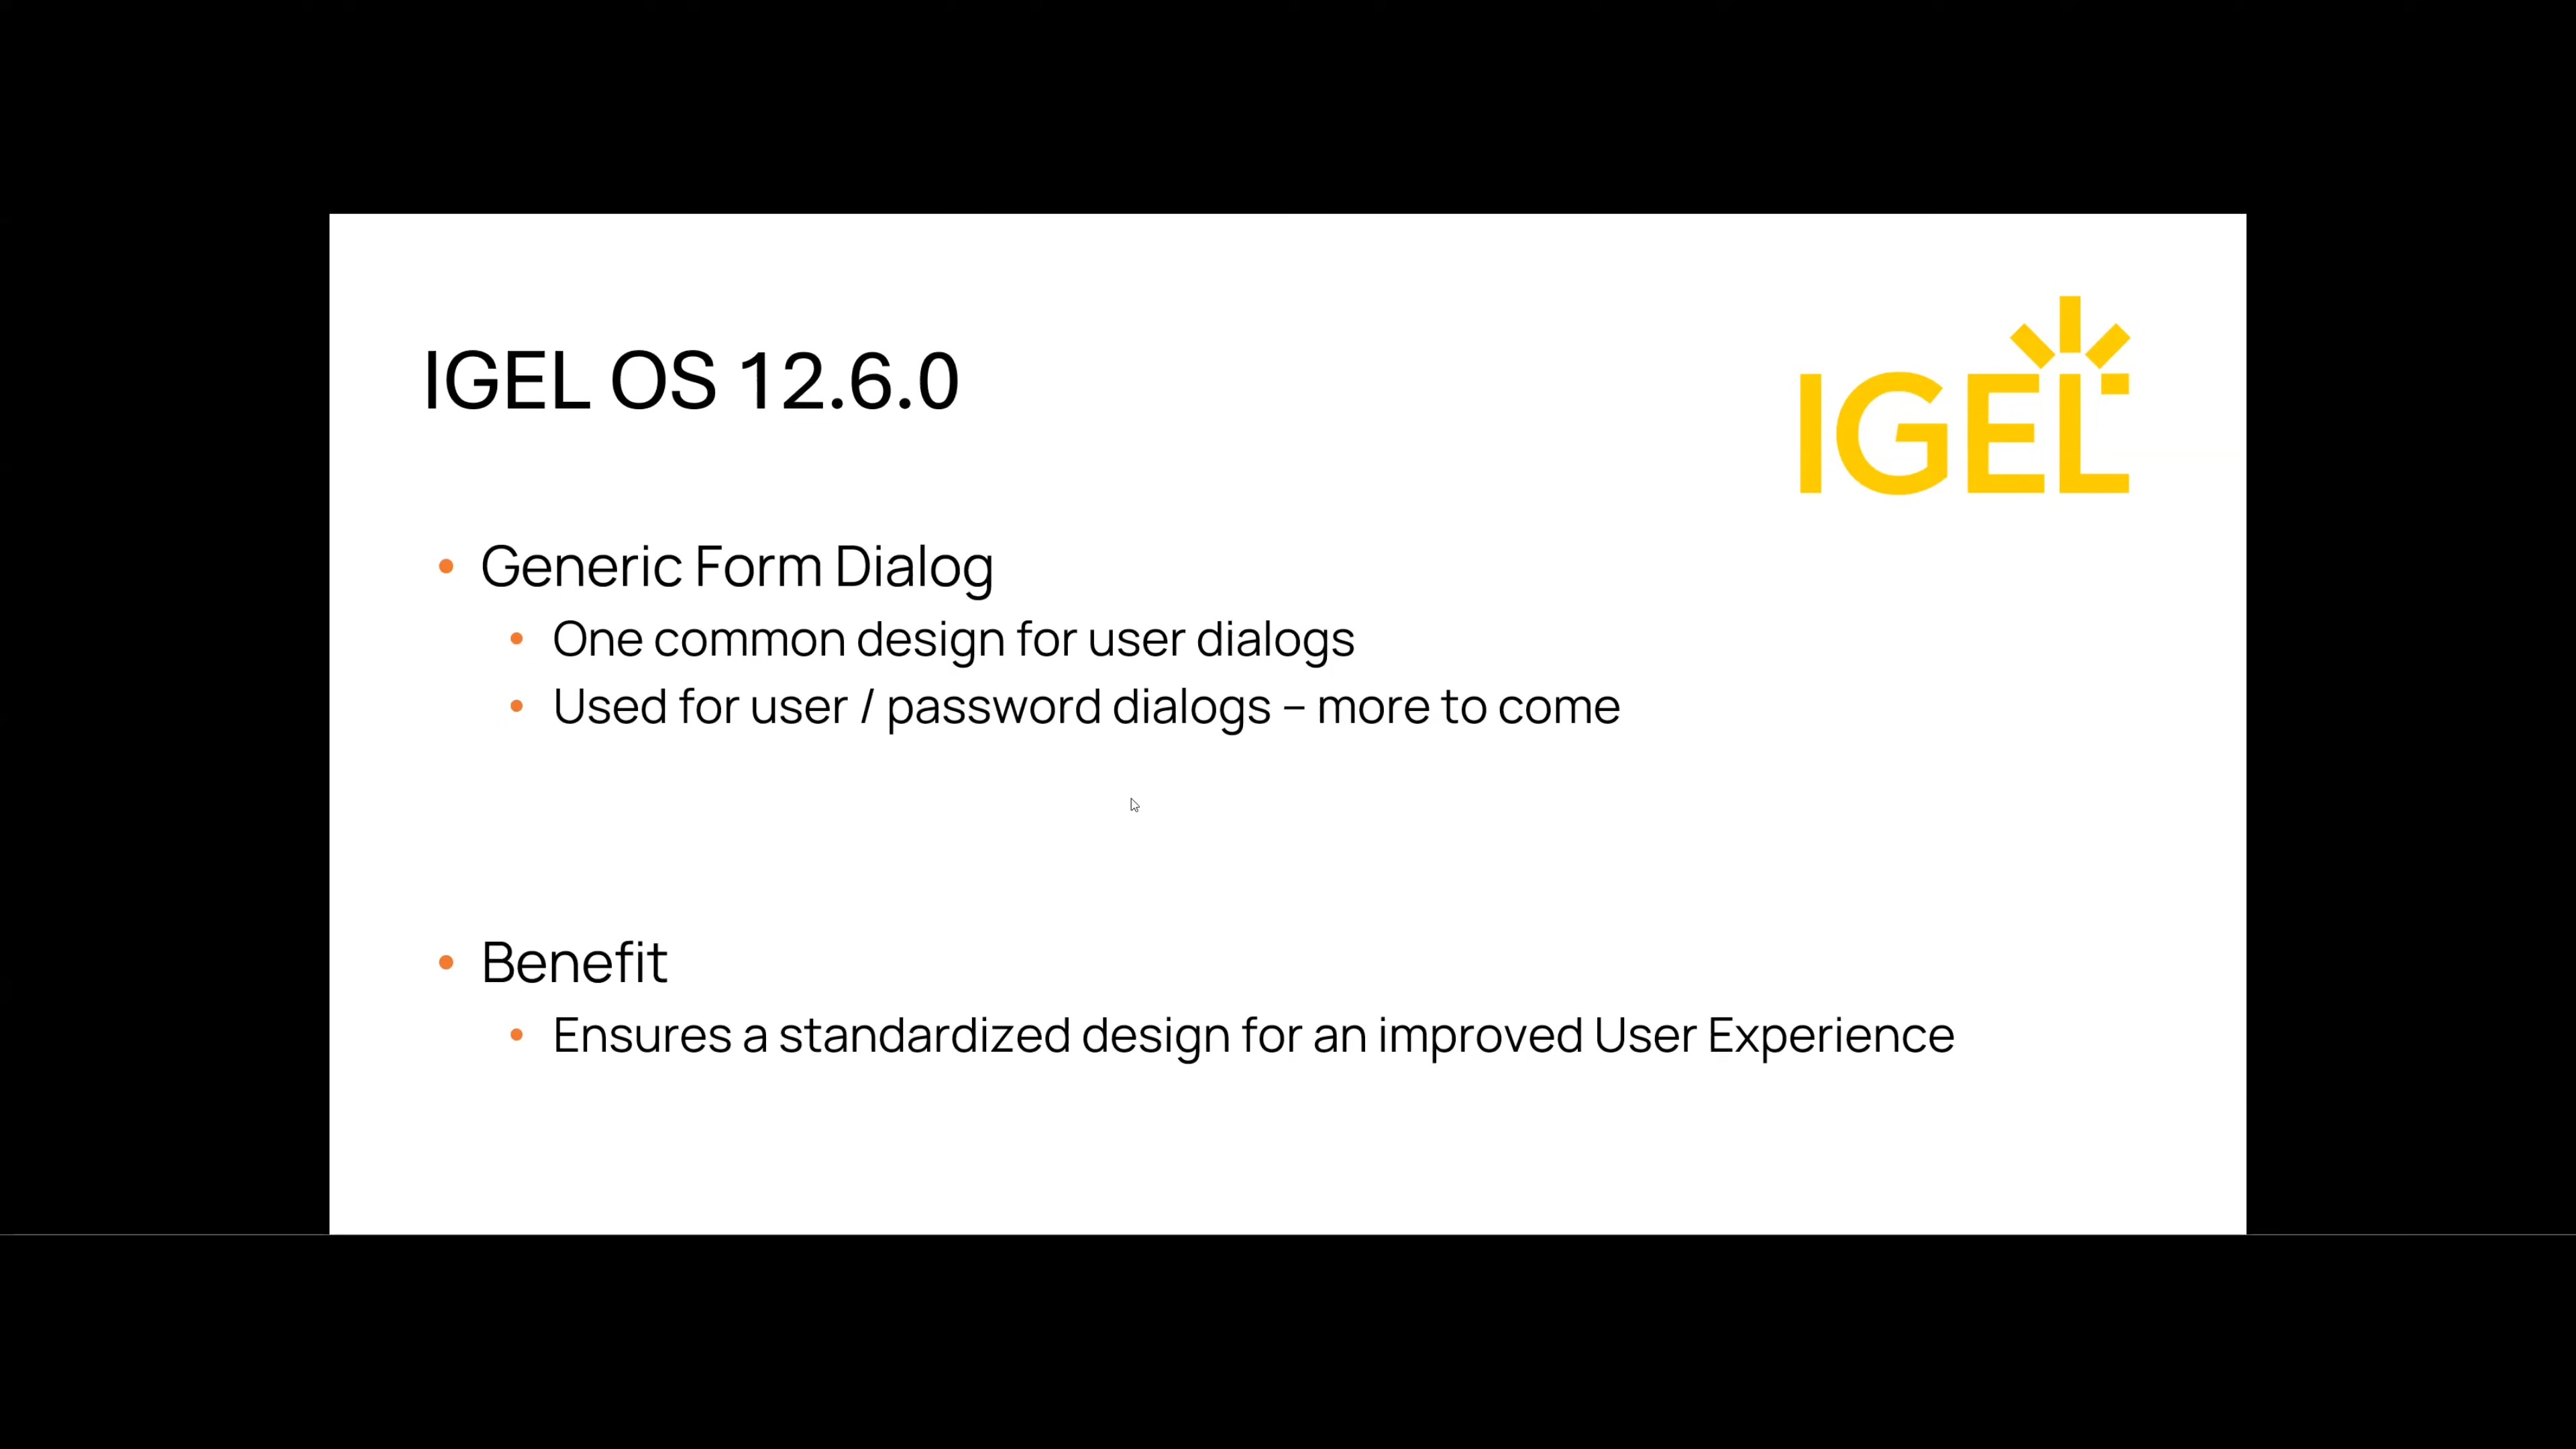 IGEL OS 12.6.0
IGEL
• Generic Form Dialog
• One common design for user dialogs
• Used for user / password dialogs – more to come
• Benefit
• Ensures a standardized design for an improved User Experience